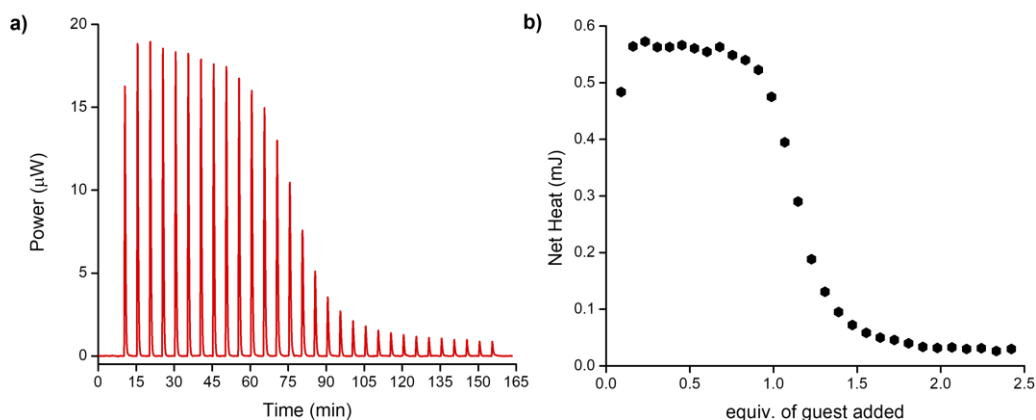 a)
Power (µW)
20
15
10
5
0
0 15 30 45 60 75 90 105 120 135 150 165
Time (min)
b)
Net Heat (mJ)
0.6
0.5
0.4
0.3
0.2
0.1
0.0
0.0 0.5 1.0 1.5 2.0 2.5
equiv. of guest added